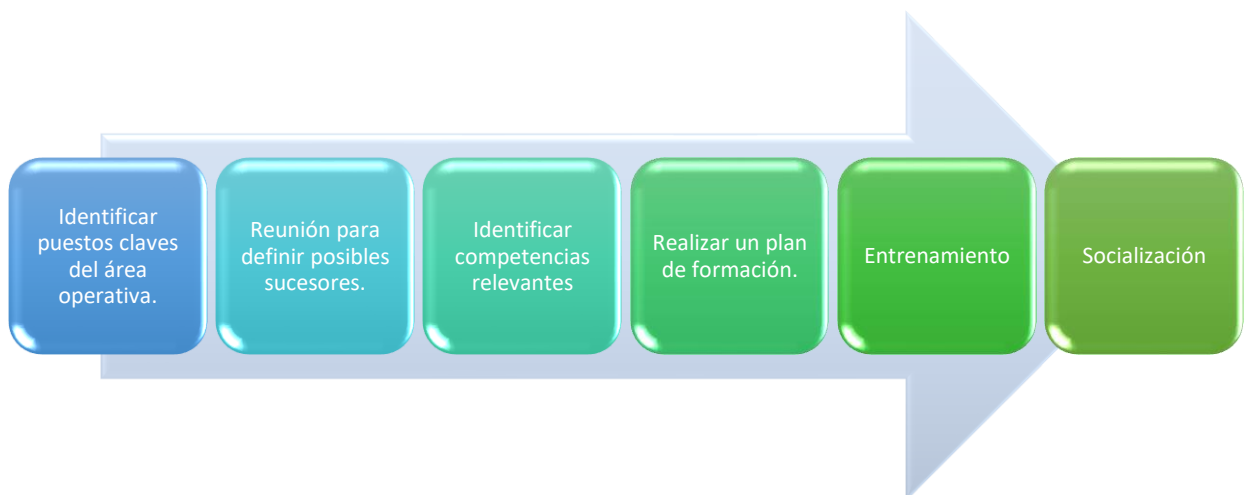 Identificar
puestos claves
del área
operativa.
Reunión para
definir posibles
sucesores.
Identificar
competencias
relevantes
Realizar un plan
de formación.
Entrenamiento
Socialización